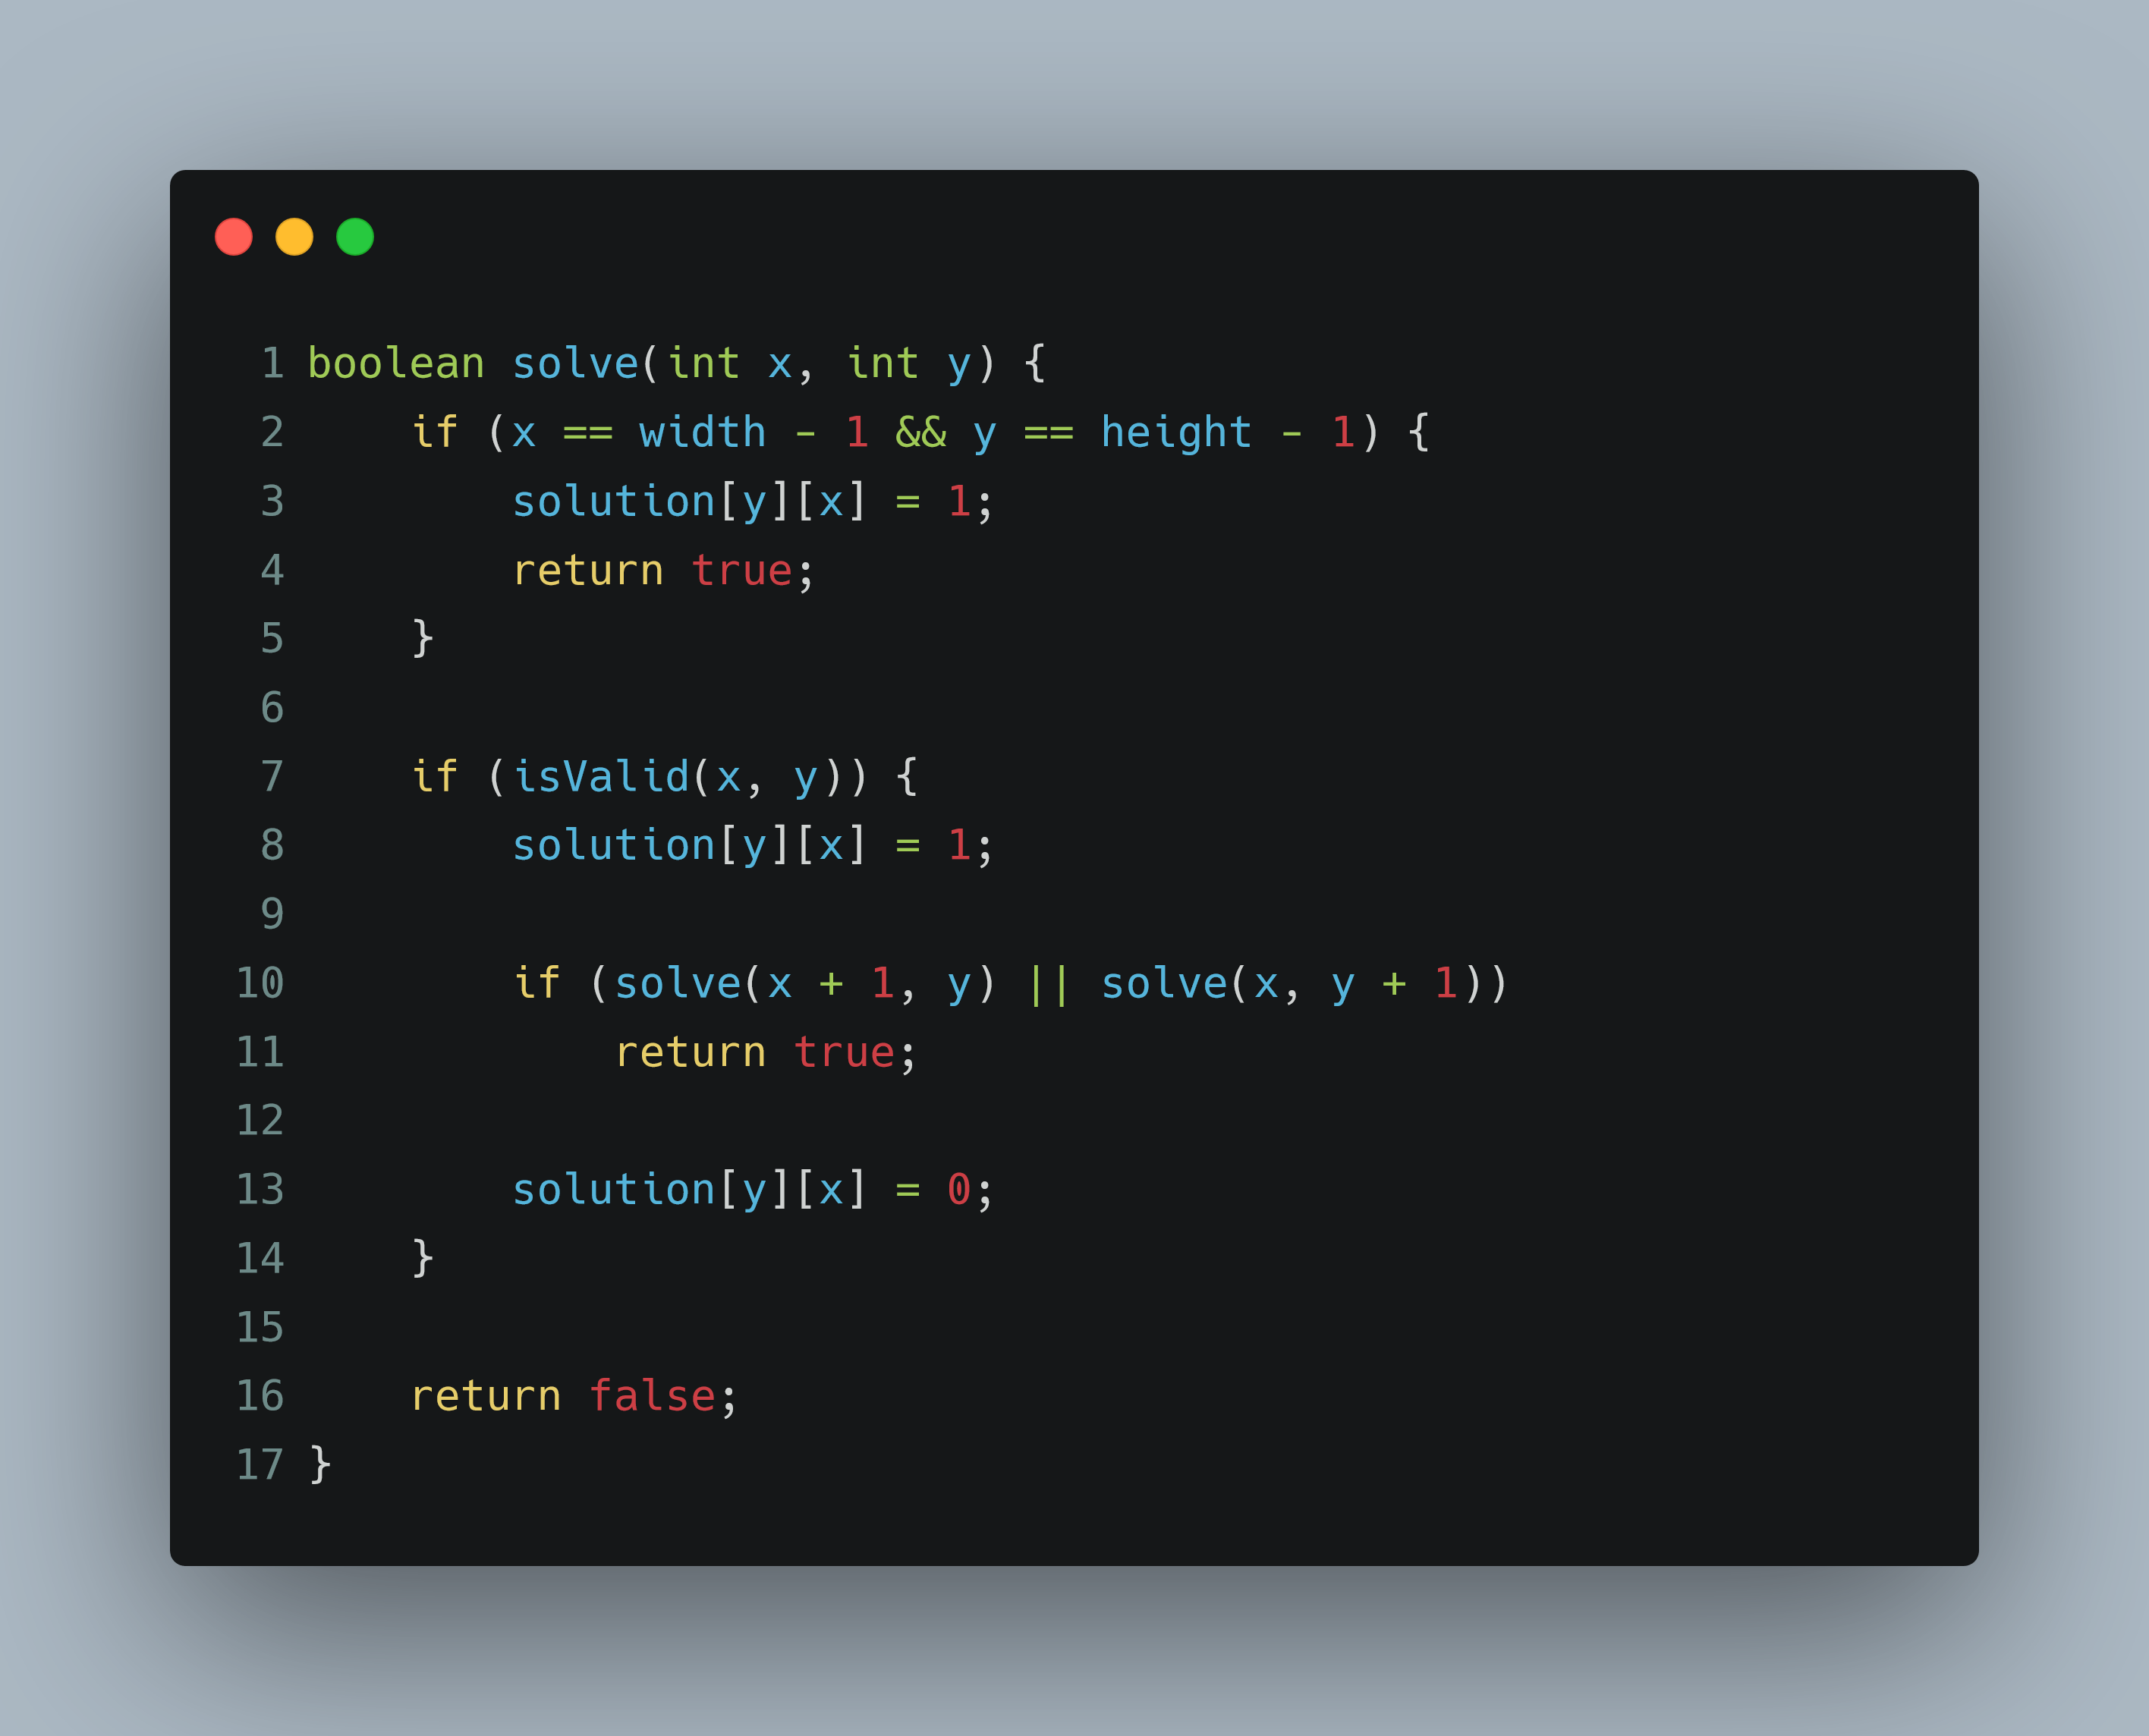 1 boolean solve(int x, int y) {
2     if (x == width - 1 && y == height - 1) {
3         solution[y][x] = 1;
4         return true;
5     }
6
7     if (isValid(x, y)) {
8         solution[y][x] = 1;
9
10         if (solve(x + 1, y) || solve(x, y + 1))
11             return true;
12
13         solution[y][x] = 0;
14     }
15
16     return false;
17 }